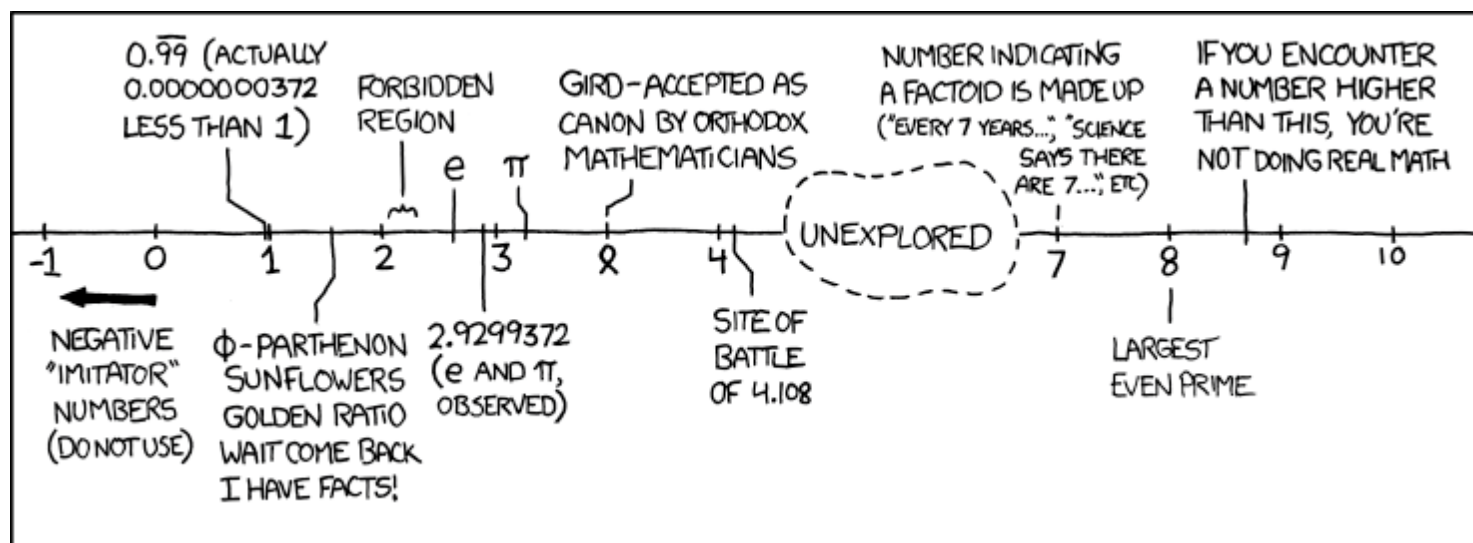 0.9̅9̅ (ACTUALLY
0.0000000372
LESS THAN 1)
FORBIDDEN
REGION
e
π
GIRD-ACCEPTED AS
CANON BY ORTHODOX
MATHEMATICIANS
NUMBER INDICATING
A FACTOID IS MADE UP
("EVERY 7 YEARS...", "SCIENCE
SAYS THERE
ARE 7...", ETC)
IF YOU ENCOUNTER
A NUMBER HIGHER
THAN THIS, YOU'RE
NOT DOING REAL MATH
UNEXPLORED
-1 0 1 2 3 ᘔ 4 7 8 9 10
NEGATIVE
"IMITATOR"
NUMBERS
(DO NOT USE)
Φ-PARTHENON
SUNFLOWERS
GOLDEN RATIO
WAIT COME BACK
I HAVE FACTS!
2.9299372
(e AND π,
OBSERVED)
SITE OF
BATTLE
OF 4.108
LARGEST
EVEN PRIME